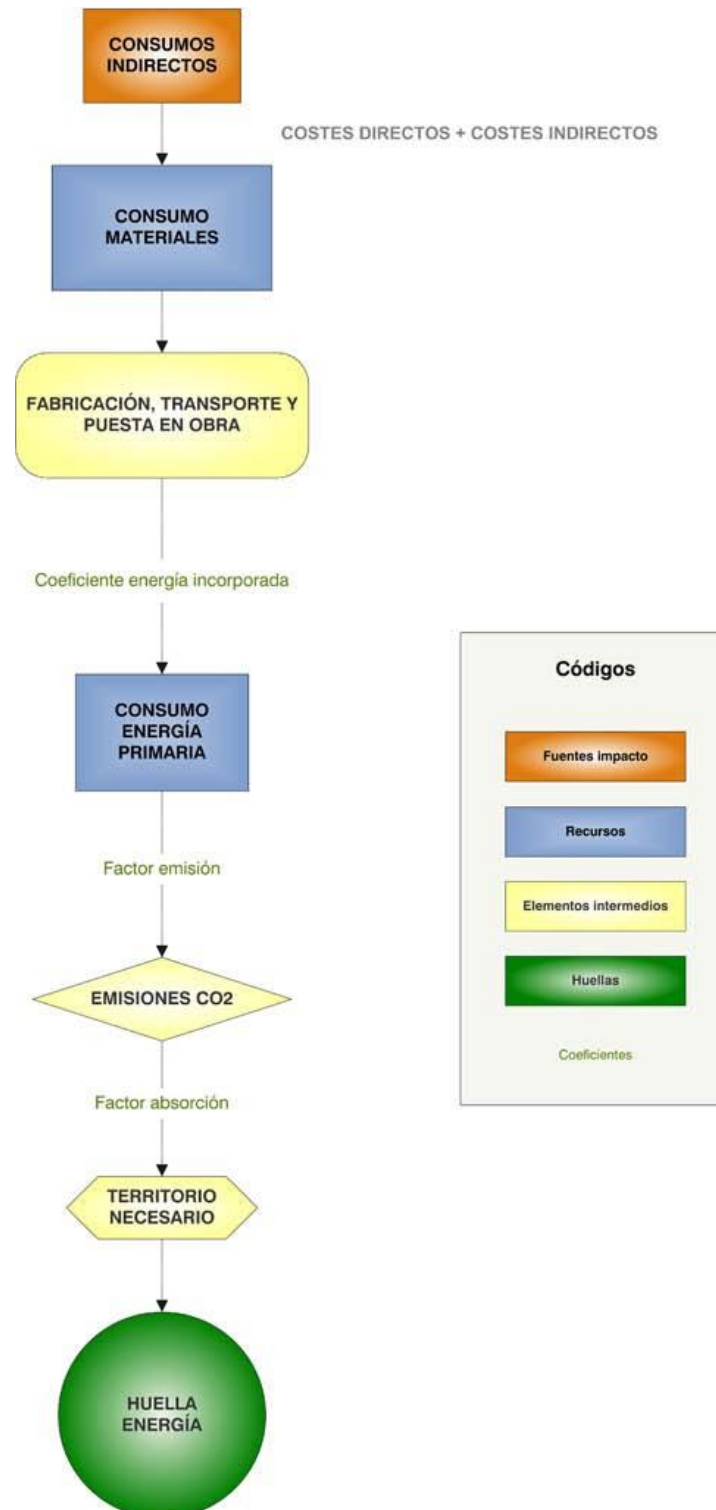 CONSUMOS
INDIRECTOS
COSTES DIRECTOS + COSTES INDIRECTOS
CONSUMO
MATERIALES
FABRICACIÓN, TRANSPORTE Y
PUESTA EN OBRA
Coeficiente energía incorporada
CONSUMO
ENERGÍA
PRIMARIA
Factor emisión
EMISIONES CO2
Factor absorción
TERRITORIO
NECESARIO
HUELLA
ENERGÍA
Códigos
Fuentes impacto
Recursos
Elementos intermedios
Huellas
Coeficientes